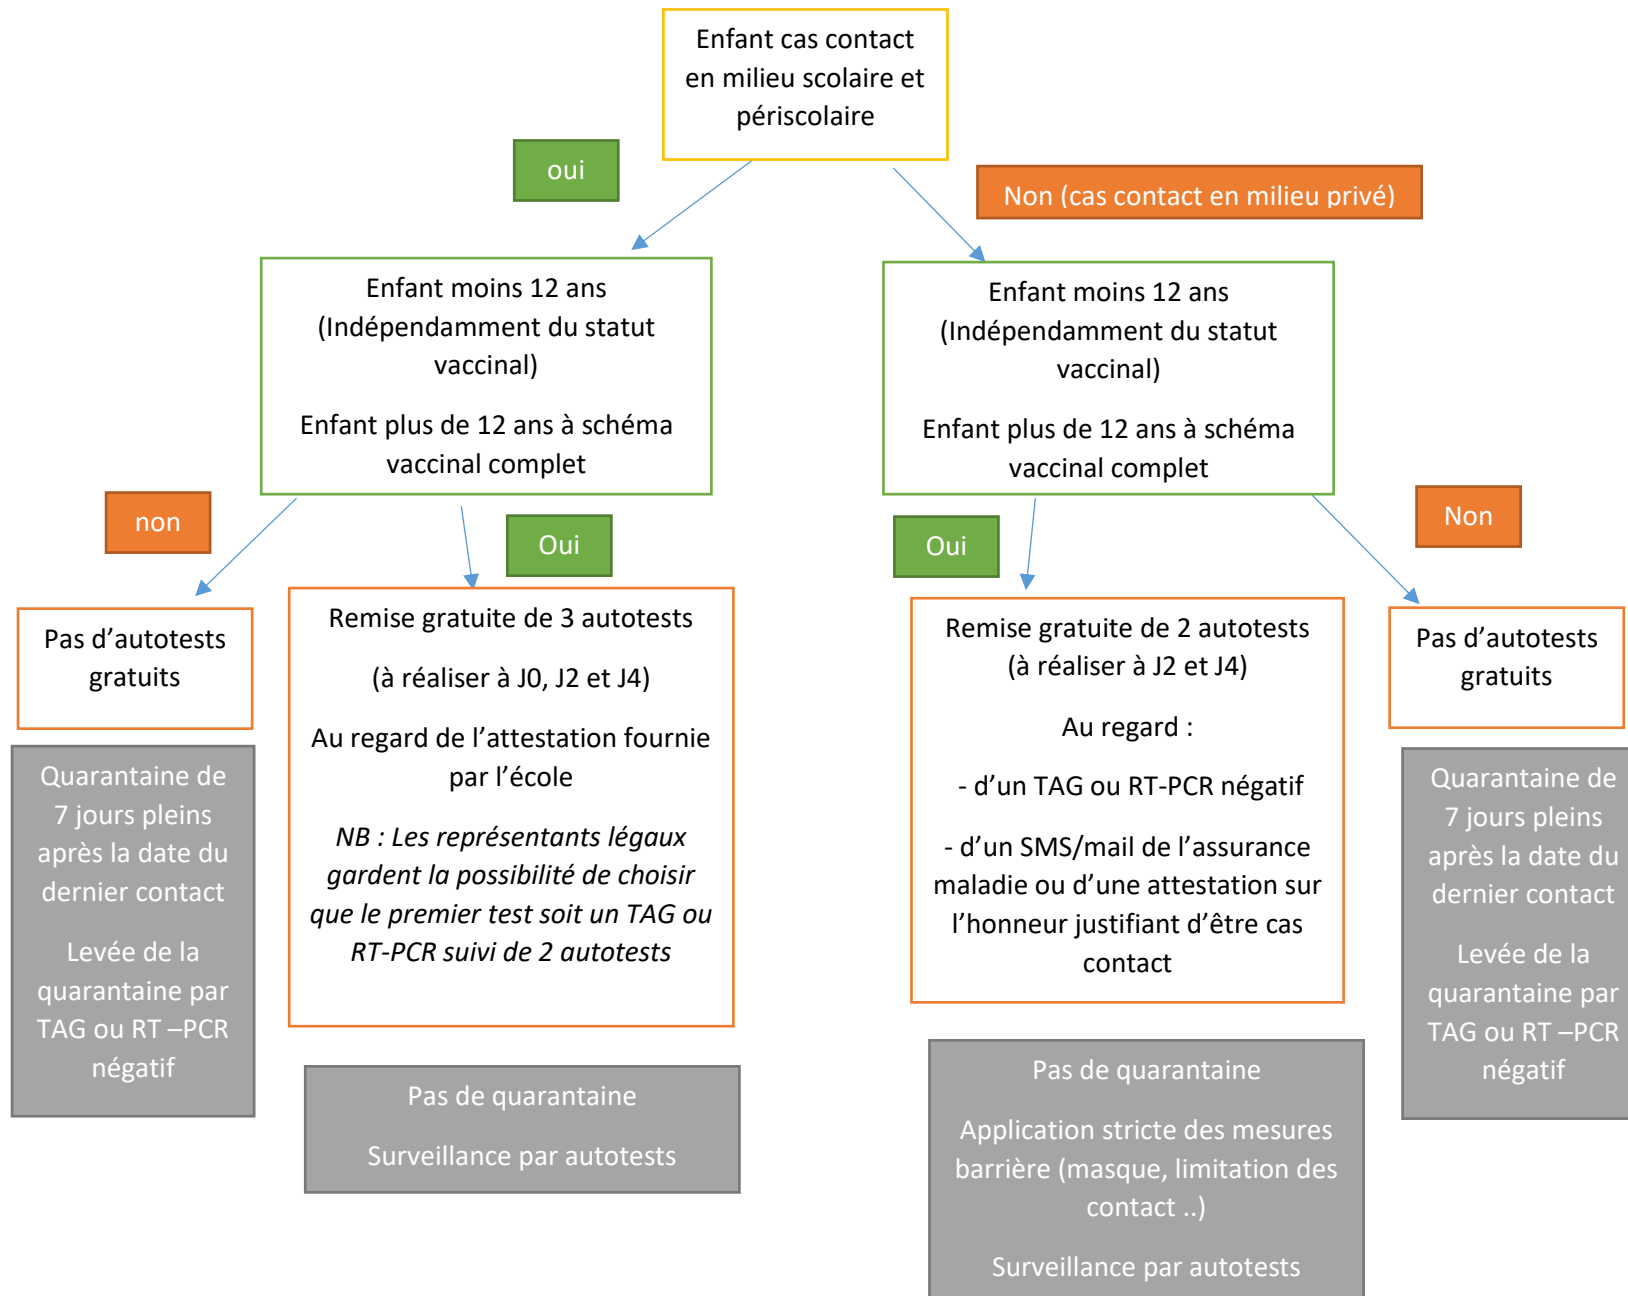 Enfant cas contact
en milieu scolaire et
périscolaire
oui
Non (cas contact en milieu privé)
Enfant moins 12 ans
(Indépendamment du statut
vaccinal)
Enfant plus de 12 ans à schéma
vaccinal complet
Enfant moins 12 ans
(Indépendamment du statut
vaccinal)
Enfant plus de 12 ans à schéma
vaccinal complet
non
Oui
Oui
Non
Pas d’autotests
gratuits
Quarantaine de
7 jours pleins
après la date du
dernier contact
Levée de la
quarantaine par
TAG ou RT –PCR
négatif
Remise gratuite de 3 autotests
(à réaliser à J0, J2 et J4)
Au regard de l’attestation fournie
par l’école
NB : Les représentants légaux
gardent la possibilité de choisir
que le premier test soit un TAG ou
RT-PCR suivi de 2 autotests
Pas de quarantaine
Surveillance par autotests
Remise gratuite de 2 autotests
(à réaliser à J2 et J4)
Au regard :
- d’un TAG ou RT-PCR négatif
- d’un SMS/mail de l’assurance
maladie ou d’une attestation sur
l’honneur justifiant d’être cas
contact
Pas de quarantaine
Application stricte des mesures
barrière (masque, limitation des
contact ..)
Surveillance par autotests
Pas d’autotests
gratuits
Quarantaine de
7 jours pleins
après la date du
dernier contact
Levée de la
quarantaine par
TAG ou RT –PCR
négatif